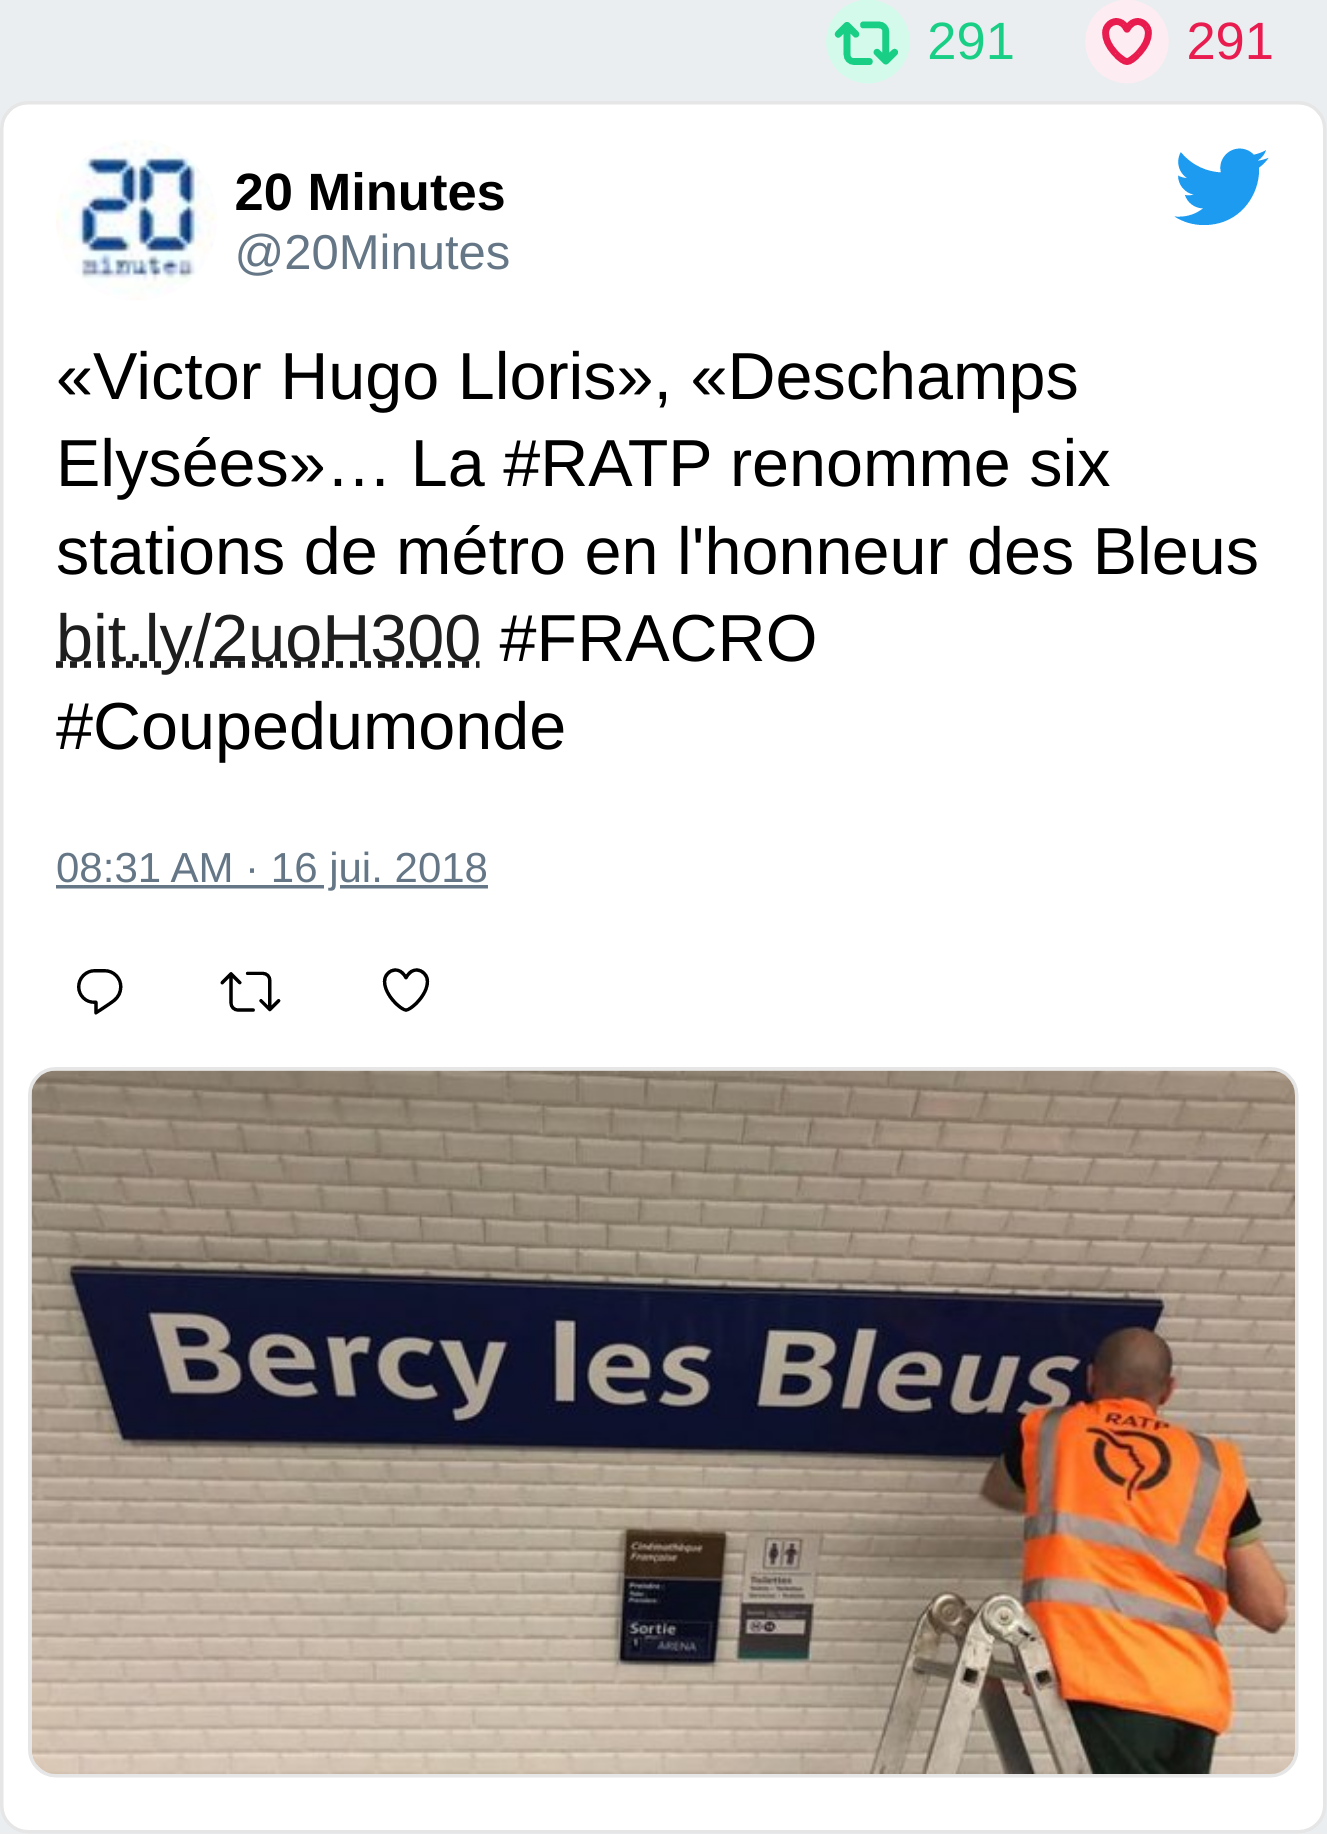 291 291
20
minutes
20 Minutes
@20Minutes
«Victor Hugo Lloris», «Deschamps
Elysées»… La #RATP renomme six
stations de métro en l'honneur des Bleus
bit.ly/2uoH300 #FRACRO
#Coupedumonde
08:31 AM · 16 jui. 2018
Bercy les Bleus
RATP
Cinémathèque
Française
Toilettes
Sortie
1 ARENA